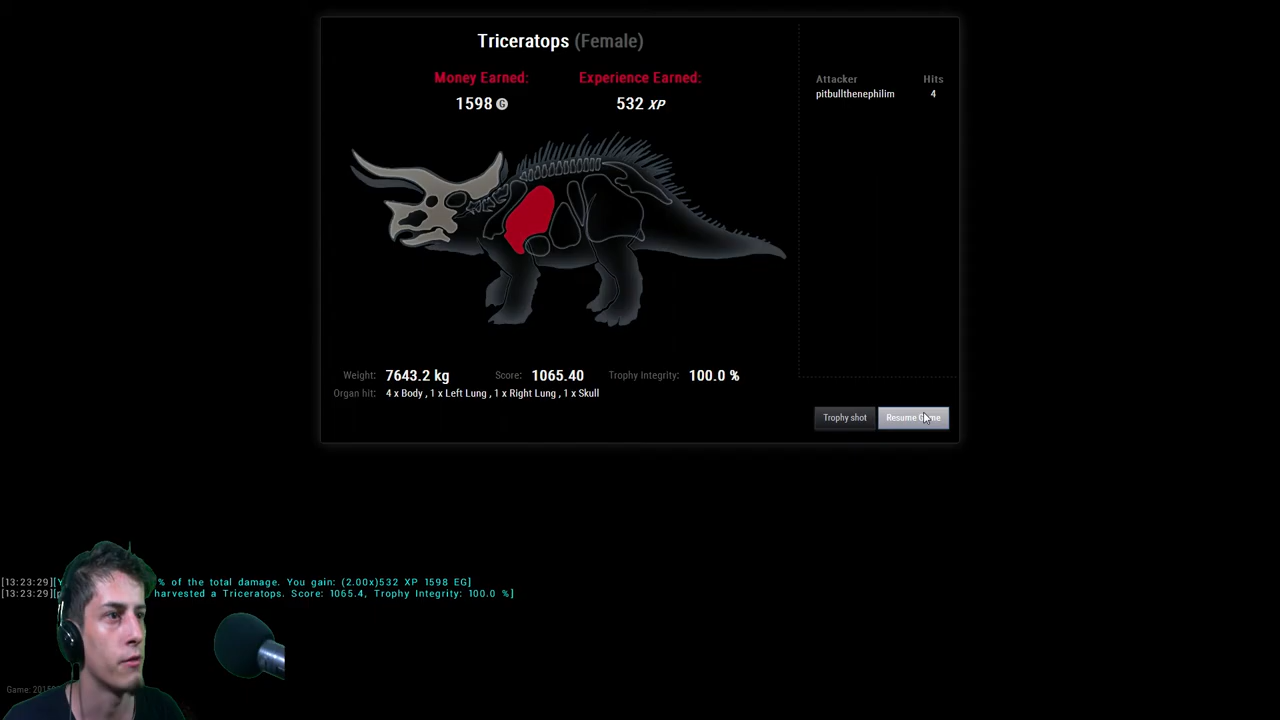 Triceratops (Female)
Money Earned: Experience Earned:
1598 G 532 XP
Attacker Hits
pitbullthenephilim 4
Weight: 7643.2 kg Score: 1065.40 Trophy Integrity: 100.0 %
Organ hit: 4 x Body , 1 x Left Lung , 1 x Right Lung , 1 x Skull
Trophy shot Resume Game
[13:23:29][Y % of the total damage. You gain: (2.00x)532 XP 1598 EG]
[13:23:29][ harvested a Triceratops. Score: 1065.4, Trophy Integrity: 100.0 %]
Game: